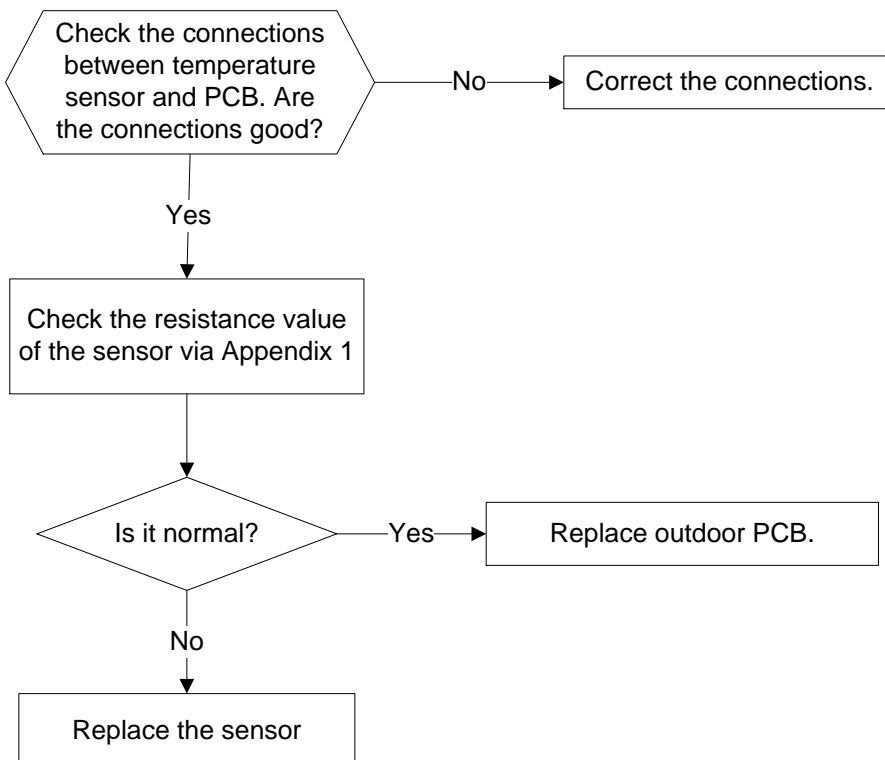 Check the connections
between temperature
sensor and PCB. Are
the connections good?
No
Correct the connections.
Yes
Check the resistance value
of the sensor via Appendix 1
Is it normal?
Yes
Replace outdoor PCB.
No
Replace the sensor